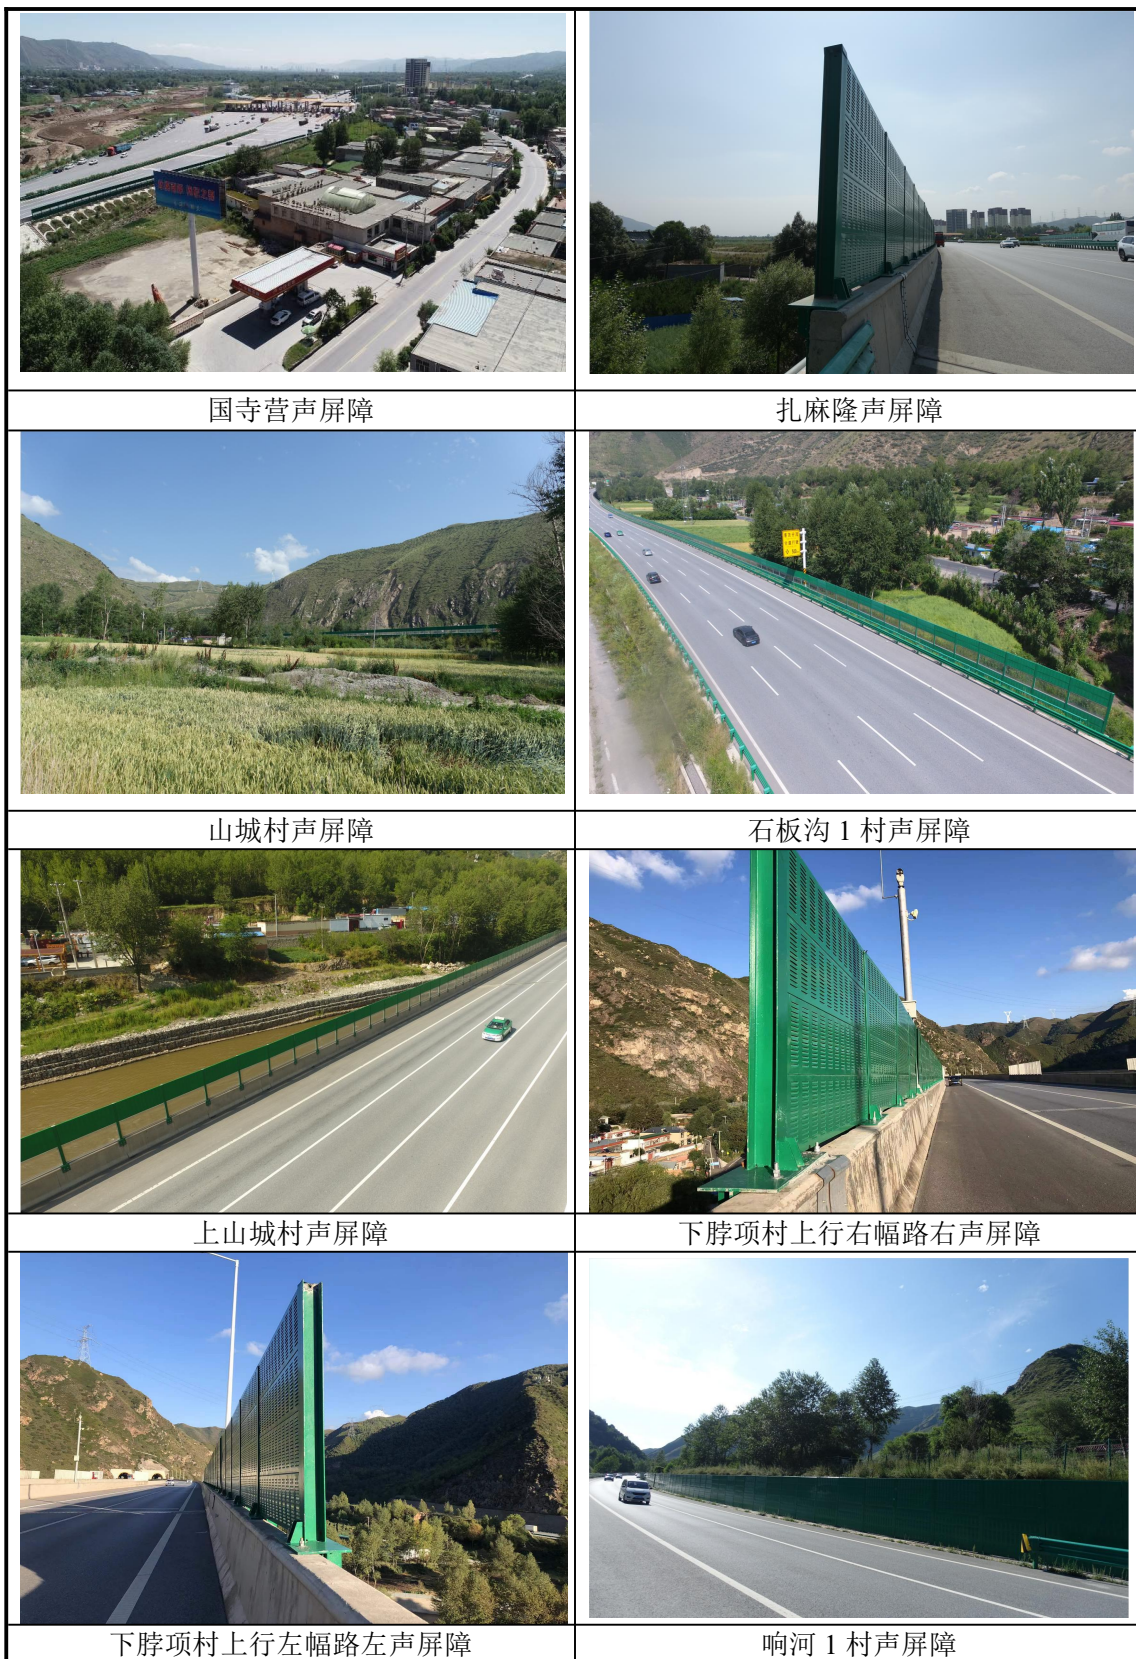 国寺营声屏障
扎麻隆声屏障
山城村声屏障
石板沟 1 村声屏障
上山城村声屏障
下脖项村上行右幅路右声屏障
下脖项村上行左幅路左声屏障
响河 1 村声屏障